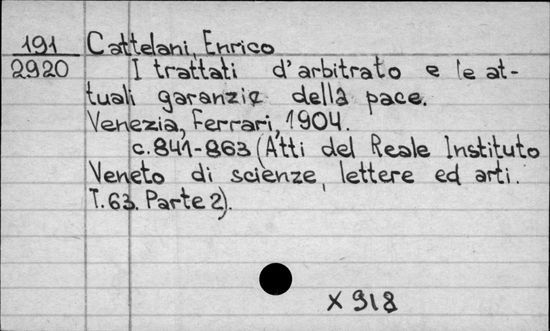 191 Cattelani, Enrico
2920 I trattati d'arbitrato e le at-
tuali garanzie della pace.
Venezia, Ferrari, 1904.
c.841-863 (Atti del Reale Instituto
Veneto di scienze, lettere ed arti.
T.63. Parte 2).
X 918